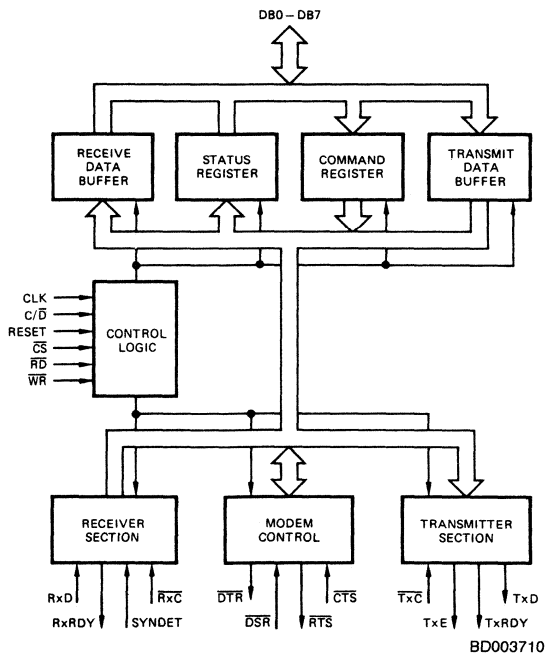 DB0 – DB7
RECEIVE
DATA
BUFFER
STATUS
REGISTER
COMMAND
REGISTER
TRANSMIT
DATA
BUFFER
CLK
C/D̅
RESET
C̅S̅
R̅D̅
W̅R̅
CONTROL
LOGIC
RECEIVER
SECTION
MODEM
CONTROL
TRANSMITTER
SECTION
RxD
R̅x̅C̅
D̅T̅R̅
C̅T̅S̅
T̅x̅C̅
TxD
RxRDY
SYNDET
D̅S̅R̅
R̅T̅S̅
TxE
TxRDY
BD003710